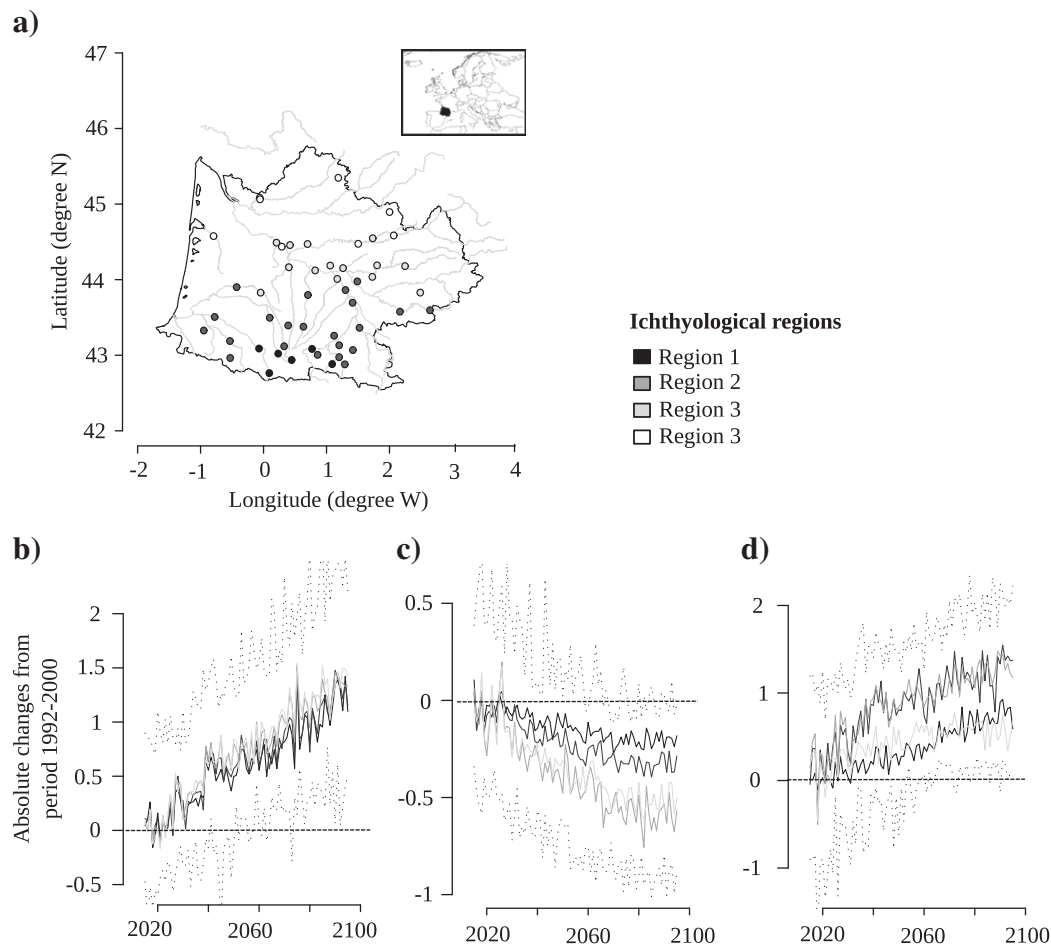 a)
47
46
45
44
43
42
Latitude (degree N)
-2 -1 0 1 2 3 4
Longitude (degree W)
Ichthyological regions
Region 1
Region 2
Region 3
Region 3
b)
2
1.5
1
0.5
0
-0.5
Absolute changes from
period 1992-2000
2020 2060 2100
c)
0.5
0
-0.5
-1
2020 2060 2100
d)
2
1
0
-1
2020 2060 2100